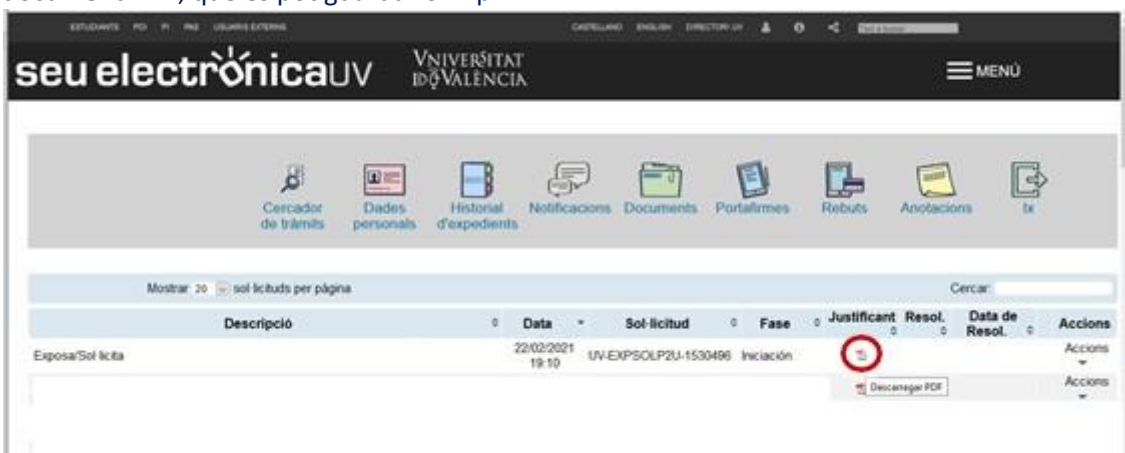 ESTUDIANTS PDI PI PAS USUARIS EXTERNS CASTELLANO ENGLISH DIRECTORI UV
seu electrònicaUV VNIVERSITAT MENÚ
DE VALÈNCIA
Cercador Dades Historial Notificacions Documents Portafirmes Rebuts Anotacions Ix
de tràmits personals d'expedients
Mostrar 20 sol·licituds per pàgina Cercar:
Descripció Data Sol·licitud Fase Justificant Resol. Data de Resol. Accions
Exposa/Sol·licita 22/02/2021 UV-EXPSOLP2U-1530496 Iniciación Accions
19:10
Descarregar PDF Accions